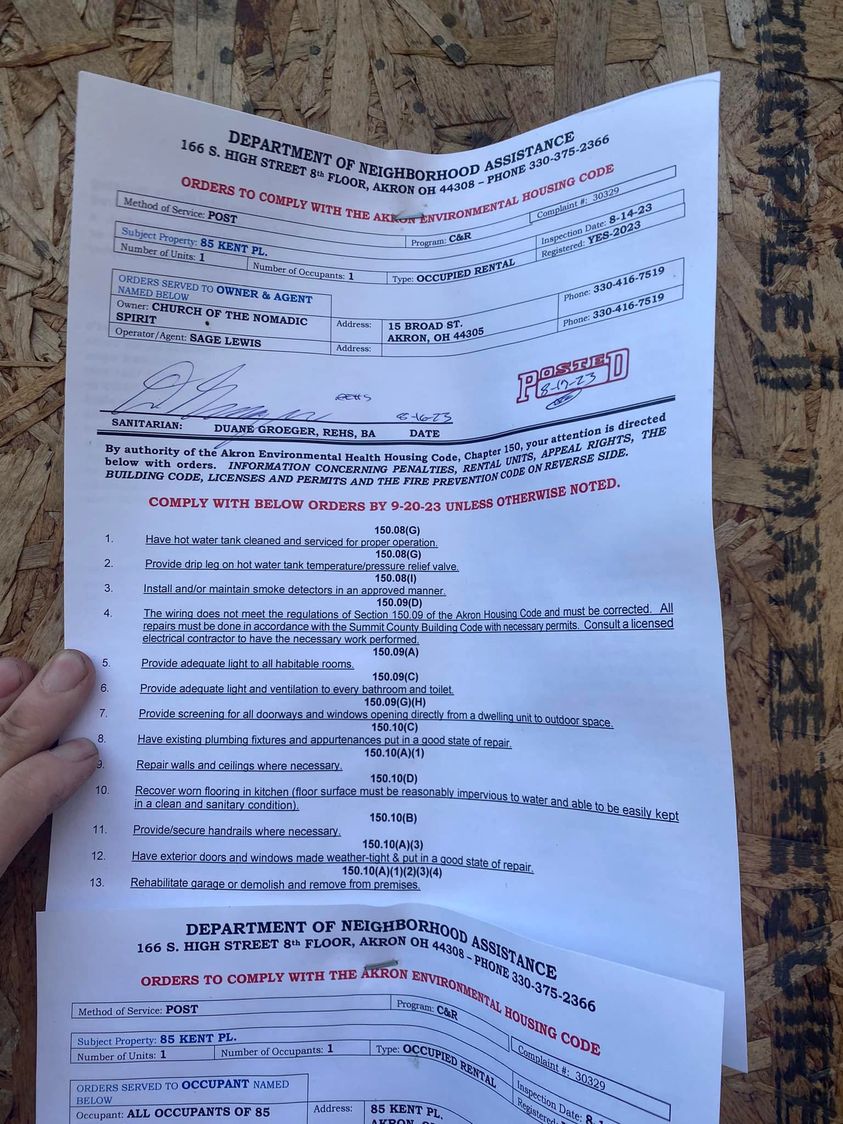 DEPARTMENT OF NEIGHBORHOOD ASSISTANCE
166 S. HIGH STREET 8th FLOOR, AKRON OH 44308 – PHONE 330-375-2366
ORDERS TO COMPLY WITH THE AKRON ENVIRONMENTAL HOUSING CODE
Method of Service: POST
Program: C&R
Complaint #: 30329
Subject Property: 85 KENT PL.
Inspection Date: 8-14-23
Number of Units: 1
Number of Occupants: 1
Type: OCCUPIED RENTAL
Registered: YES-2023
ORDERS SERVED TO OWNER & AGENT
NAMED BELOW
Owner: CHURCH OF THE NOMADIC
SPIRIT
Address:
15 BROAD ST.
AKRON, OH 44305
Phone: 330-416-7519
Operator/Agent: SAGE LEWIS
Address:
Phone: 330-416-7519
REHS
8-16-23
POSTED
8-17-23
SANITARIAN: DUANE GROEGER, REHS, BA DATE
By authority of the Akron Environmental Health Housing Code, Chapter 150, your attention is directed
below with orders. INFORMATION CONCERNING PENALTIES, RENTAL UNITS, APPEAL RIGHTS, THE
BUILDING CODE, LICENSES AND PERMITS AND THE FIRE PREVENTION CODE ON REVERSE SIDE.
COMPLY WITH BELOW ORDERS BY 9-20-23 UNLESS OTHERWISE NOTED.
150.08(G)
1. Have hot water tank cleaned and serviced for proper operation.
150.08(G)
2. Provide drip leg on hot water tank temperature/pressure relief valve.
150.08(I)
3. Install and/or maintain smoke detectors in an approved manner.
150.09(D)
4. The wiring does not meet the regulations of Section 150.09 of the Akron Housing Code and must be corrected. All
repairs must be done in accordance with the Summit County Building Code with necessary permits. Consult a licensed
electrical contractor to have the necessary work performed.
150.09(A)
5. Provide adequate light to all habitable rooms.
150.09(C)
6. Provide adequate light and ventilation to every bathroom and toilet.
150.09(G)(H)
7. Provide screening for all doorways and windows opening directly from a dwelling unit to outdoor space.
150.10(C)
8. Have existing plumbing fixtures and appurtenances put in a good state of repair.
150.10(A)(1)
9. Repair walls and ceilings where necessary.
150.10(D)
10. Recover worn flooring in kitchen (floor surface must be reasonably impervious to water and able to be easily kept
in a clean and sanitary condition).
150.10(B)
11. Provide/secure handrails where necessary.
150.10(A)(3)
12. Have exterior doors and windows made weather-tight & put in a good state of repair.
150.10(A)(1)(2)(3)(4)
13. Rehabilitate garage or demolish and remove from premises.
DEPARTMENT OF NEIGHBORHOOD ASSISTANCE
166 S. HIGH STREET 8th FLOOR, AKRON OH 44308 – PHONE 330-375-2366
ORDERS TO COMPLY WITH THE AKRON ENVIRONMENTAL HOUSING CODE
Method of Service: POST
Program: C&R
Complaint #: 30329
Subject Property: 85 KENT PL.
Number of Units: 1
Number of Occupants: 1
Type: OCCUPIED RENTAL
Inspection Date: 8-1
Registered:
ORDERS SERVED TO OCCUPANT NAMED
BELOW
Occupant: ALL OCCUPANTS OF 85
Address:
85 KENT PL.
MAY BE REQUIRE